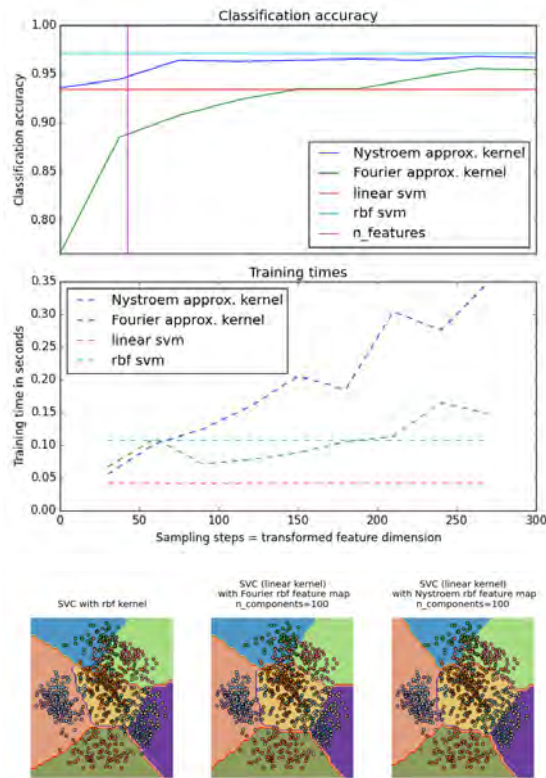 Classification accuracy
1.00
0.95
0.90
0.85
0.80
Classification accuracy
Nystroem approx. kernel
Fourier approx. kernel
linear svm
rbf svm
n_features
Training times
0.35
0.30
0.25
0.20
0.15
0.10
0.05
0.00
Training time in seconds
Nystroem approx. kernel
Fourier approx. kernel
linear svm
rbf svm
0 50 100 150 200 250 300
Sampling steps = transformed feature dimension
SVC with rbf kernel
SVC (linear kernel)
with Fourier rbf feature map
n_components=100
SVC (linear kernel)
with Nystroem rbf feature map
n_components=100